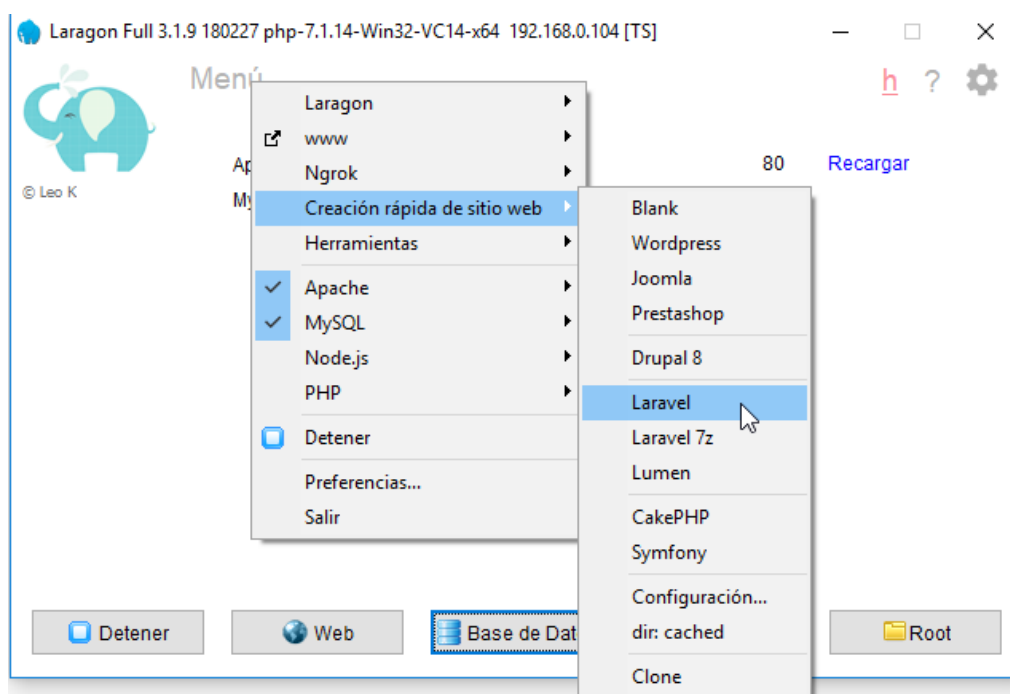 Laragon Full 3.1.9 180227 php-7.1.14-Win32-VC14-x64 192.168.0.104 [TS]
Menú
h ?
© Leo K
80 Recargar
Laragon
www
Ngrok
Creación rápida de sitio web
Herramientas
Apache
MySQL
Node.js
PHP
Detener
Preferencias...
Salir
Blank
Wordpress
Joomla
Prestashop
Drupal 8
Laravel
Laravel 7z
Lumen
CakePHP
Symfony
Configuración...
dir: cached
Clone
Detener
Web
Base de Dat
Root